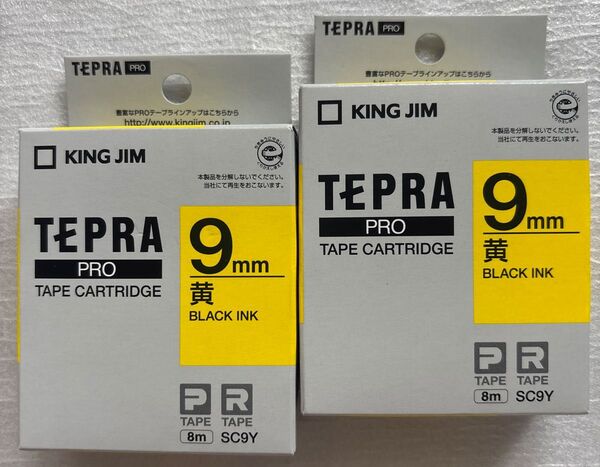 TEPRA PRO
豊富なPROテープラインアップはこちらから
http://www.kingjim.co.jp
KING JIM
本製品を分解しないでください。
当社にて再生をおこないます。
TEPRA
PRO
TAPE CARTRIDGE
9mm
黄
BLACK INK
P R
TAPE TAPE
8m SC9Y
TEPRA PRO
豊富なPROテープラインアップはこちらから
KING JIM
本製品を分解しないでください。
当社にて再生をおこないます。
TEPRA
PRO
TAPE CARTRIDGE
9mm
黄
BLACK INK
P R
TAPE TAPE
8m SC9Y